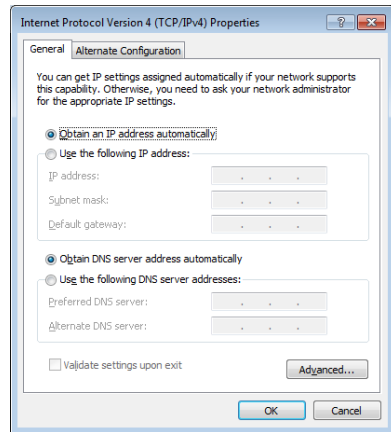 Internet Protocol Version 4 (TCP/IPv4) Properties
General Alternate Configuration
You can get IP settings assigned automatically if your network supports
this capability. Otherwise, you need to ask your network administrator
for the appropriate IP settings.
Obtain an IP address automatically
Use the following IP address:
IP address:
Subnet mask:
Default gateway:
Obtain DNS server address automatically
Use the following DNS server addresses:
Preferred DNS server:
Alternate DNS server:
Validate settings upon exit
Advanced...
OK Cancel